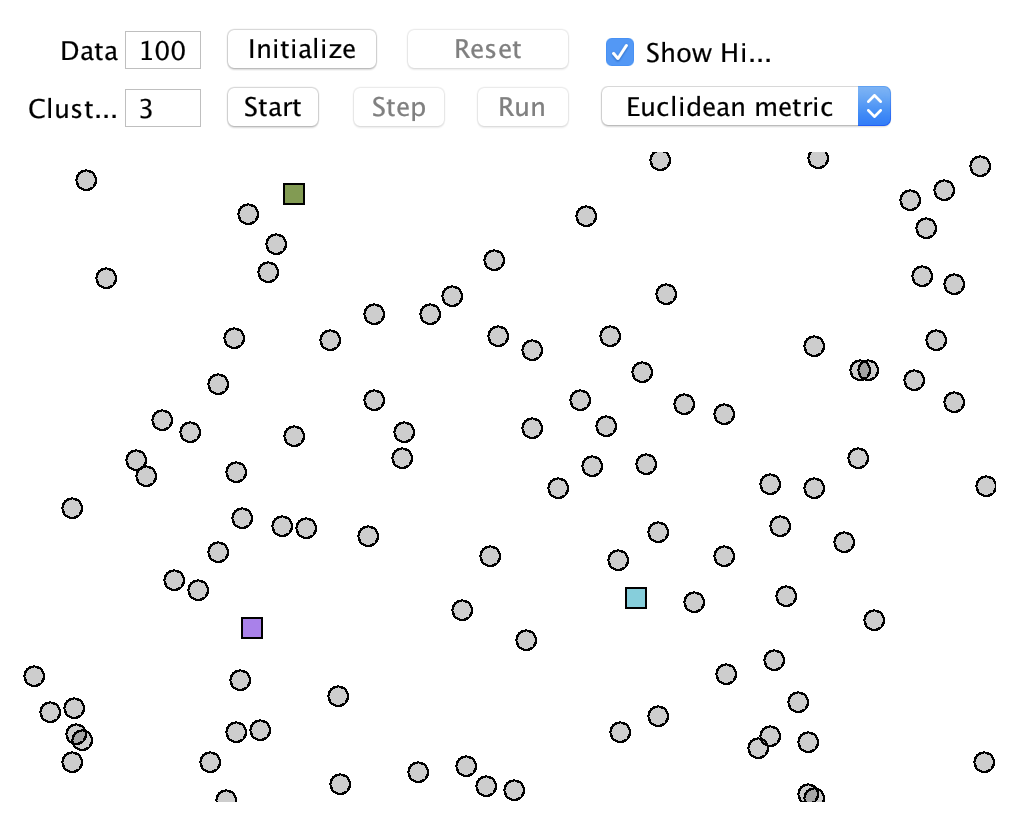 Data 100 Initialize Reset Show Hi...
Clust... 3 Start Step Run Euclidean metric